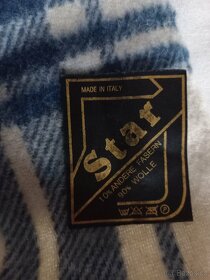 MADE IN ITALY
Star
10% ANDERE FASERN
90% WOLLE